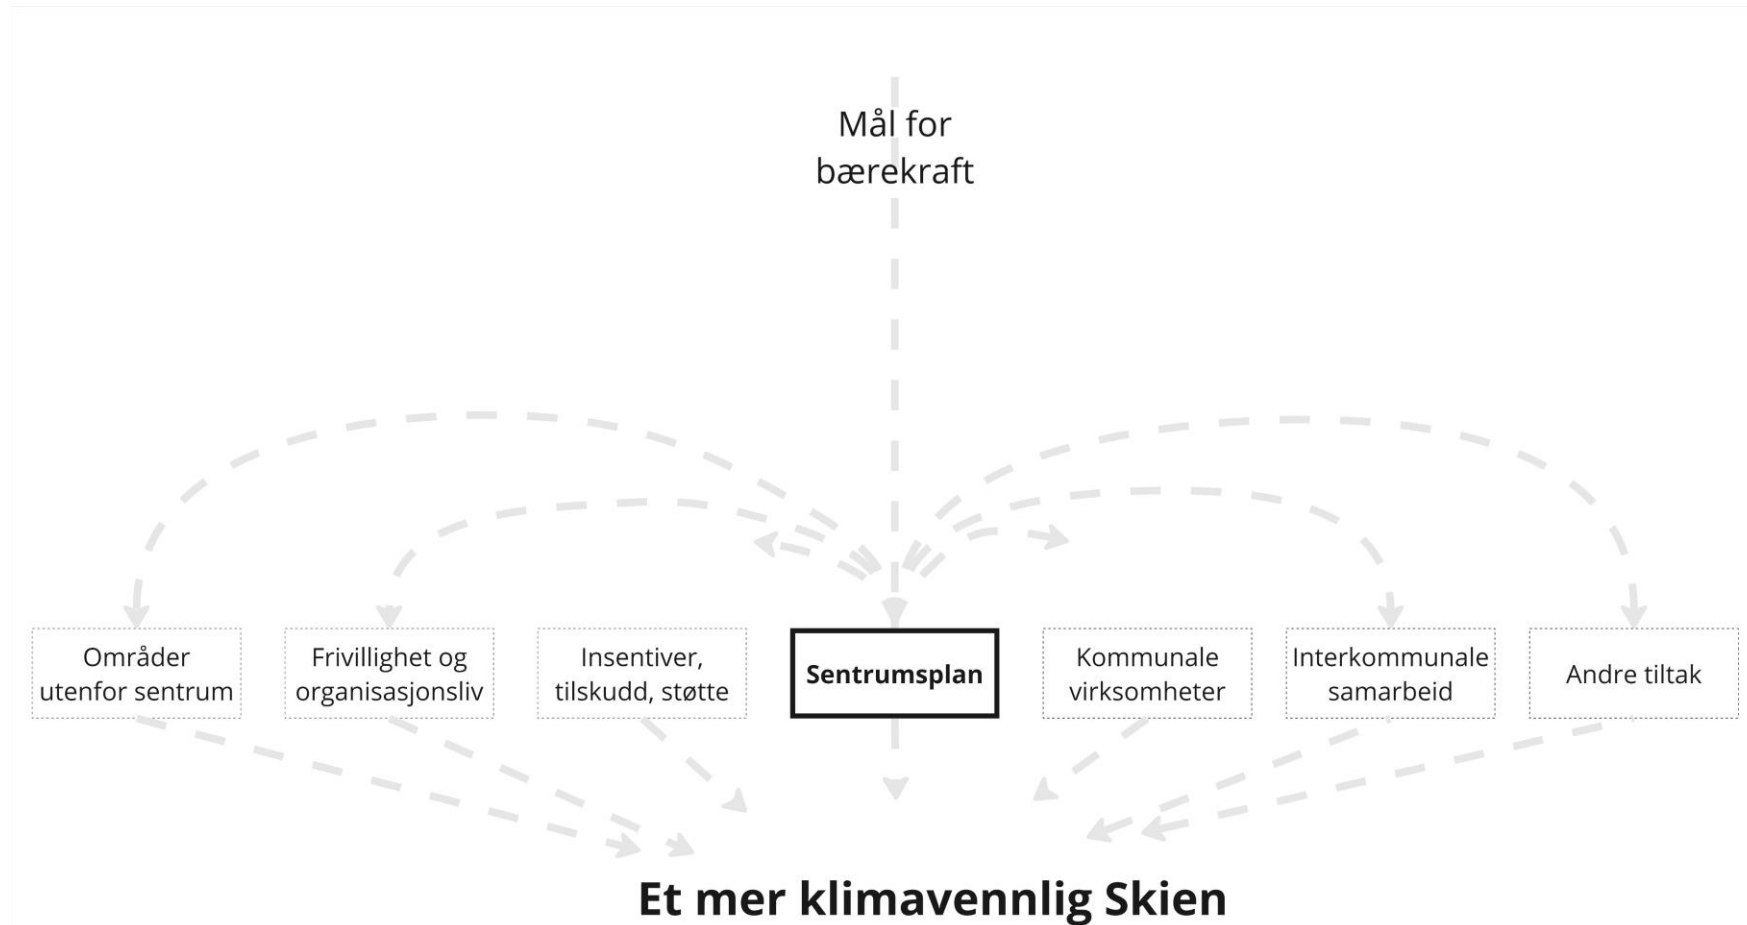 Mål for
bærekraft
Områder
utenfor sentrum
Frivillighet og
organisasjonsliv
Insentiver,
tilskudd, støtte
Sentrumsplan
Kommunale
virksomheter
Interkommunale
samarbeid
Andre tiltak
Et mer klimavennlig Skien